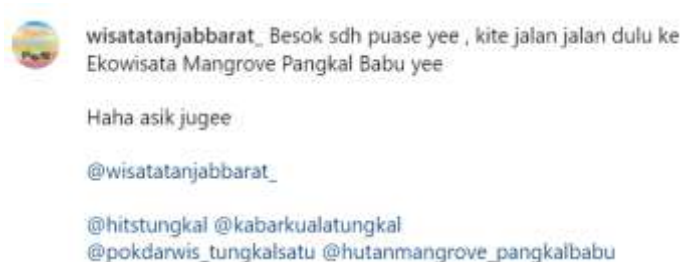 wisatatanjabbarat_ Besok sdh puase yee , kite jalan jalan dulu ke
Ekowisata Mangrove Pangkal Babu yee
Haha asik jugee
@wisatatanjabbarat_
@hitstungkal @kabarkualatungkal
@pokdarwis_tungkalsatu @hutanmangrove_pangkalbabu